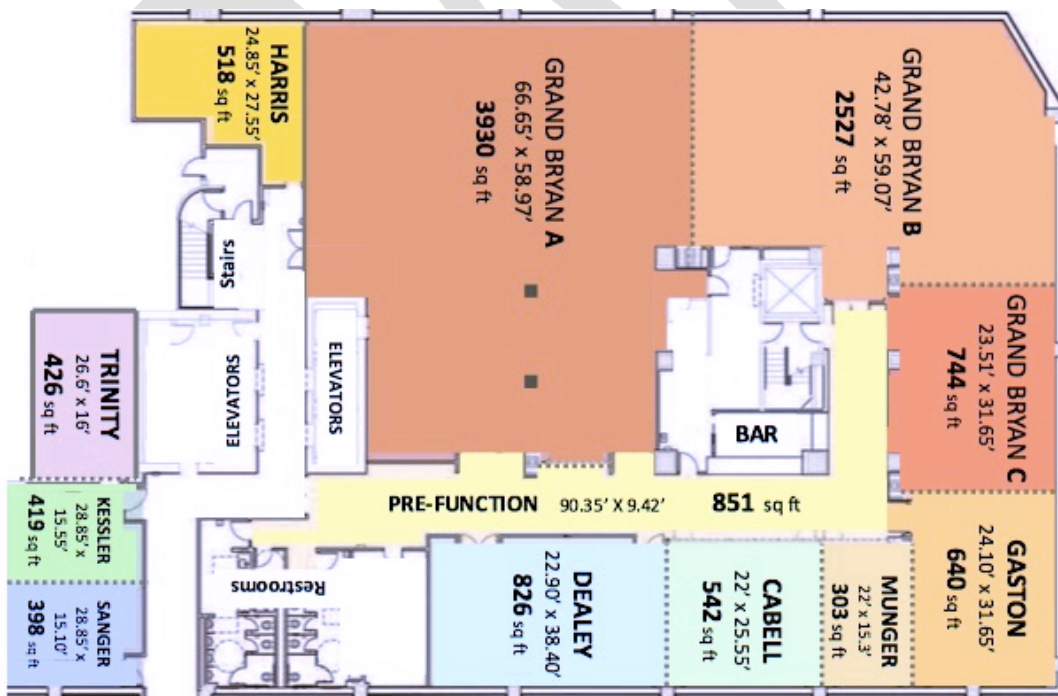 HARRIS
24.85' x 27.55'
518 sq ft
GRAND BRYAN A
66.65' x 58.97'
3930 sq ft
GRAND BRYAN B
42.78' x 59.07'
2527 sq ft
Stairs
GRAND BRYAN C
23.51' x 31.65'
744 sq ft
TRINITY
26.6' x 16'
426 sq ft
ELEVATORS
ELEVATORS
BAR
PRE-FUNCTION 90.35' X 9.42' 851 sq ft
KESSLER
28.85' x
15.55'
419 sq ft
SANGER
28.85' x
15.10'
398 sq ft
Restrooms
DEALEY
22.90' x 38.40'
826 sq ft
CABELL
22' x 25.55'
542 sq ft
MUNGER
22' x 15.3'
303 sq ft
GASTON
24.10' x 31.65'
640 sq ft